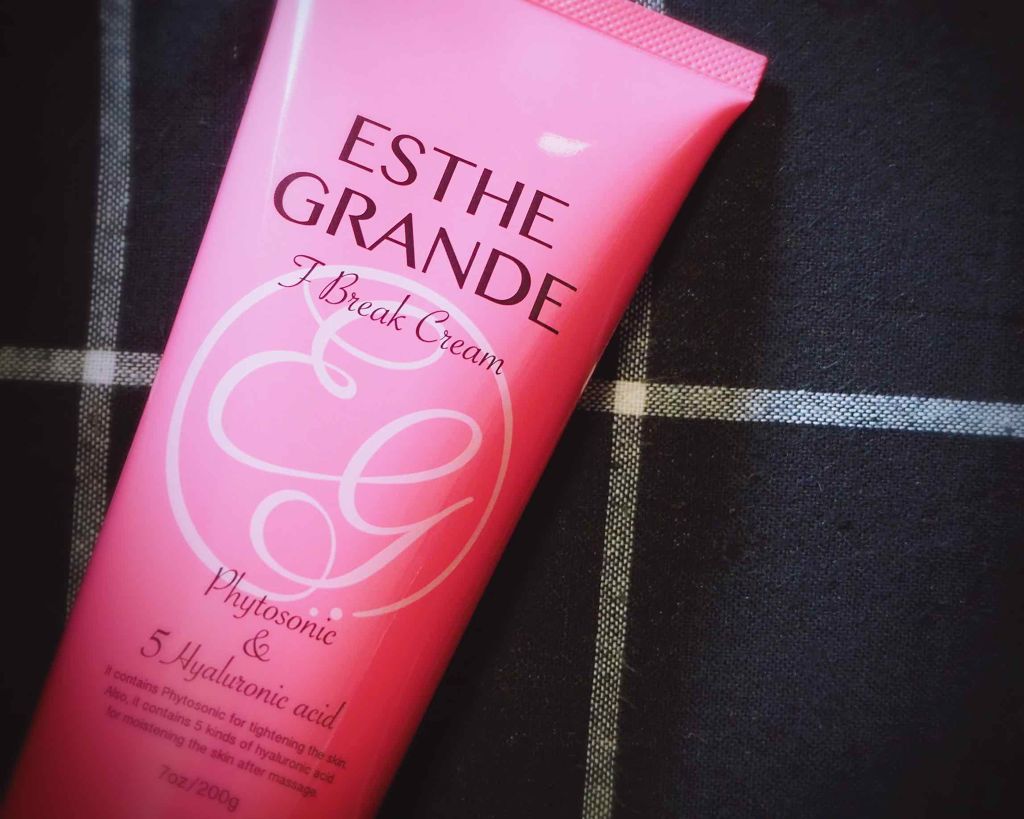 ESTHE
GRANDE
F Break Cream
EG
Phytosonic
&
5 Hyaluronic acid
It contains Phytosonic for tightening the skin.
Also, it contains 5 kinds of hyaluronic acid
for moistening the skin after massage.
7oz/200g